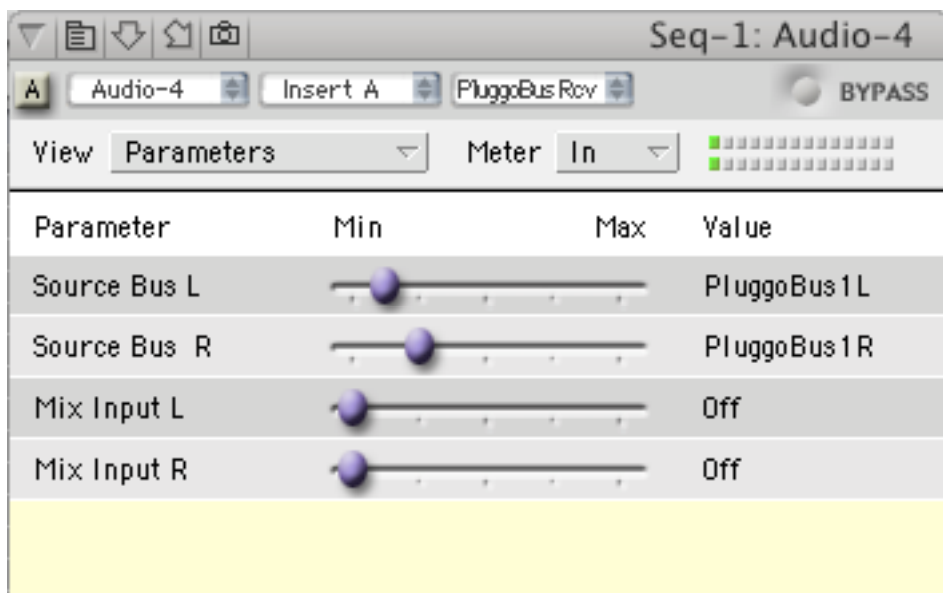 Seq-1: Audio-4
A Audio-4 Insert A PluggoBus Rcv BYPASS
View Parameters Meter In
Parameter Min Max Value
Source Bus L PluggoBus1L
Source Bus R PluggoBus1R
Mix Input L Off
Mix Input R Off